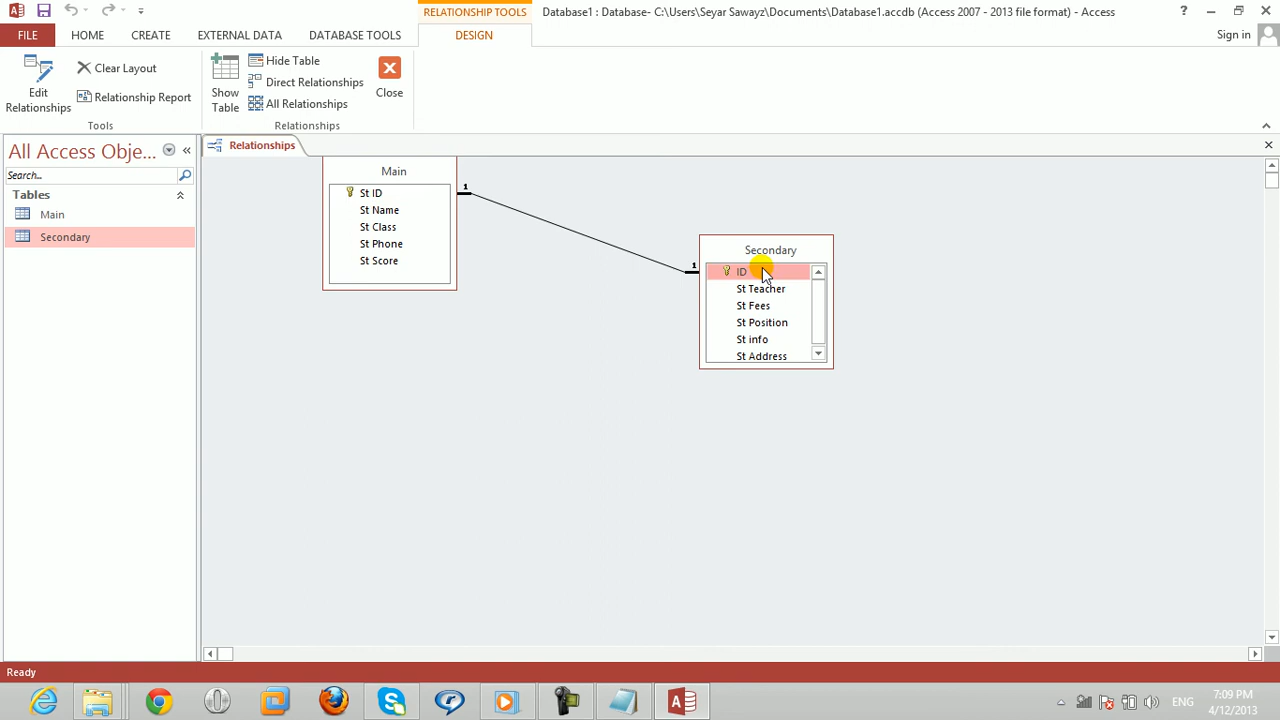 RELATIONSHIP TOOLS
Database1 : Database- C:\Users\Seyar Sawayz\Documents\Database1.accdb (Access 2007 - 2013 file format) - Access
FILE HOME CREATE EXTERNAL DATA DATABASE TOOLS DESIGN Sign in
Edit Relationships
Clear Layout
Relationship Report
Tools
Show Table
Hide Table
Direct Relationships
All Relationships
Relationships
Close
All Access Obje...
Search...
Tables
Main
Secondary
Relationships
Main
St ID
St Name
St Class
St Phone
St Score
1
1
Secondary
ID
St Teacher
St Fees
St Position
St info
St Address
Ready
ENG
7:09 PM
4/12/2013